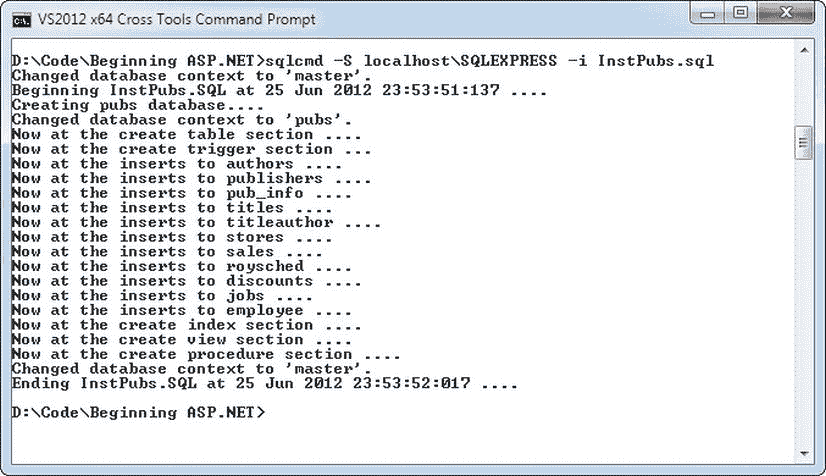 VS2012 x64 Cross Tools Command Prompt
D:\Code\Beginning ASP.NET>sqlcmd -S localhost\SQLEXPRESS -i InstPubs.sql
Changed database context to 'master'.
Beginning InstPubs.SQL at 25 Jun 2012 23:53:51:137 ....
Creating pubs database....
Changed database context to 'pubs'.
Now at the create table section ....
Now at the create trigger section ...
Now at the inserts to authors ....
Now at the inserts to publishers ....
Now at the inserts to pub_info ....
Now at the inserts to titles ....
Now at the inserts to titleauthor ....
Now at the inserts to stores ....
Now at the inserts to sales ....
Now at the inserts to roysched ....
Now at the inserts to discounts ....
Now at the inserts to jobs ....
Now at the inserts to employee ....
Now at the create index section ....
Now at the create view section ....
Now at the create procedure section ....
Changed database context to 'master'.
Ending InstPubs.SQL at 25 Jun 2012 23:53:52:017 ....
D:\Code\Beginning ASP.NET>